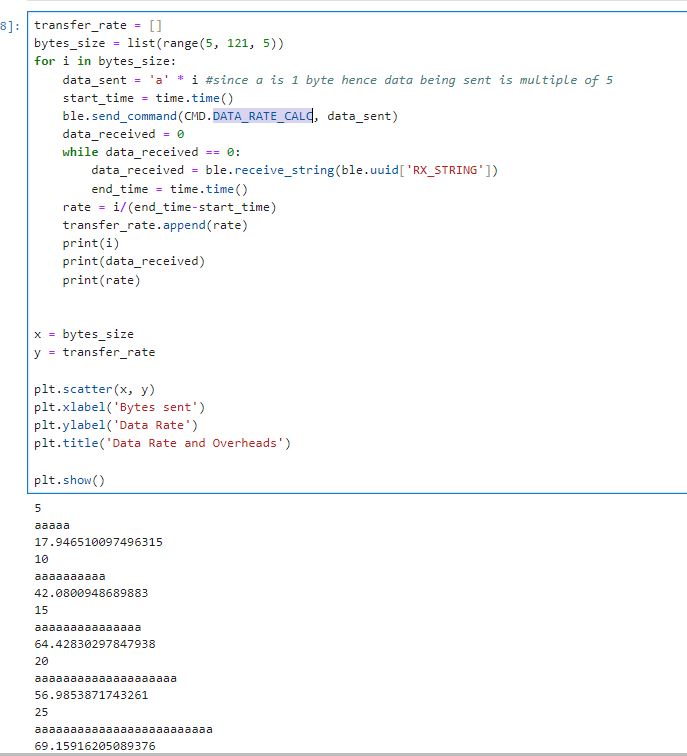 8]:
transfer_rate = []
bytes_size = list(range(5, 121, 5))
for i in bytes_size:
    data_sent = 'a' * i #since a is 1 byte hence data being sent is multiple of 5
    start_time = time.time()
    ble.send_command(CMD.DATA_RATE_CALC, data_sent)
    data_received = 0
    while data_received == 0:
        data_received = ble.receive_string(ble.uuid['RX_STRING'])
        end_time = time.time()
    rate = i/(end_time-start_time)
    transfer_rate.append(rate)
    print(i)
    print(data_received)
    print(rate)
x = bytes_size
y = transfer_rate
plt.scatter(x, y)
plt.xlabel('Bytes sent')
plt.ylabel('Data Rate')
plt.title('Data Rate and Overheads')
plt.show()
5
aaaaa
17.946510097496315
10
aaaaaaaaaa
42.0800948689883
15
aaaaaaaaaaaaaaa
64.42830297847938
20
aaaaaaaaaaaaaaaaaaaa
56.9853871743261
25
aaaaaaaaaaaaaaaaaaaaaaaaa
69.15916205089376